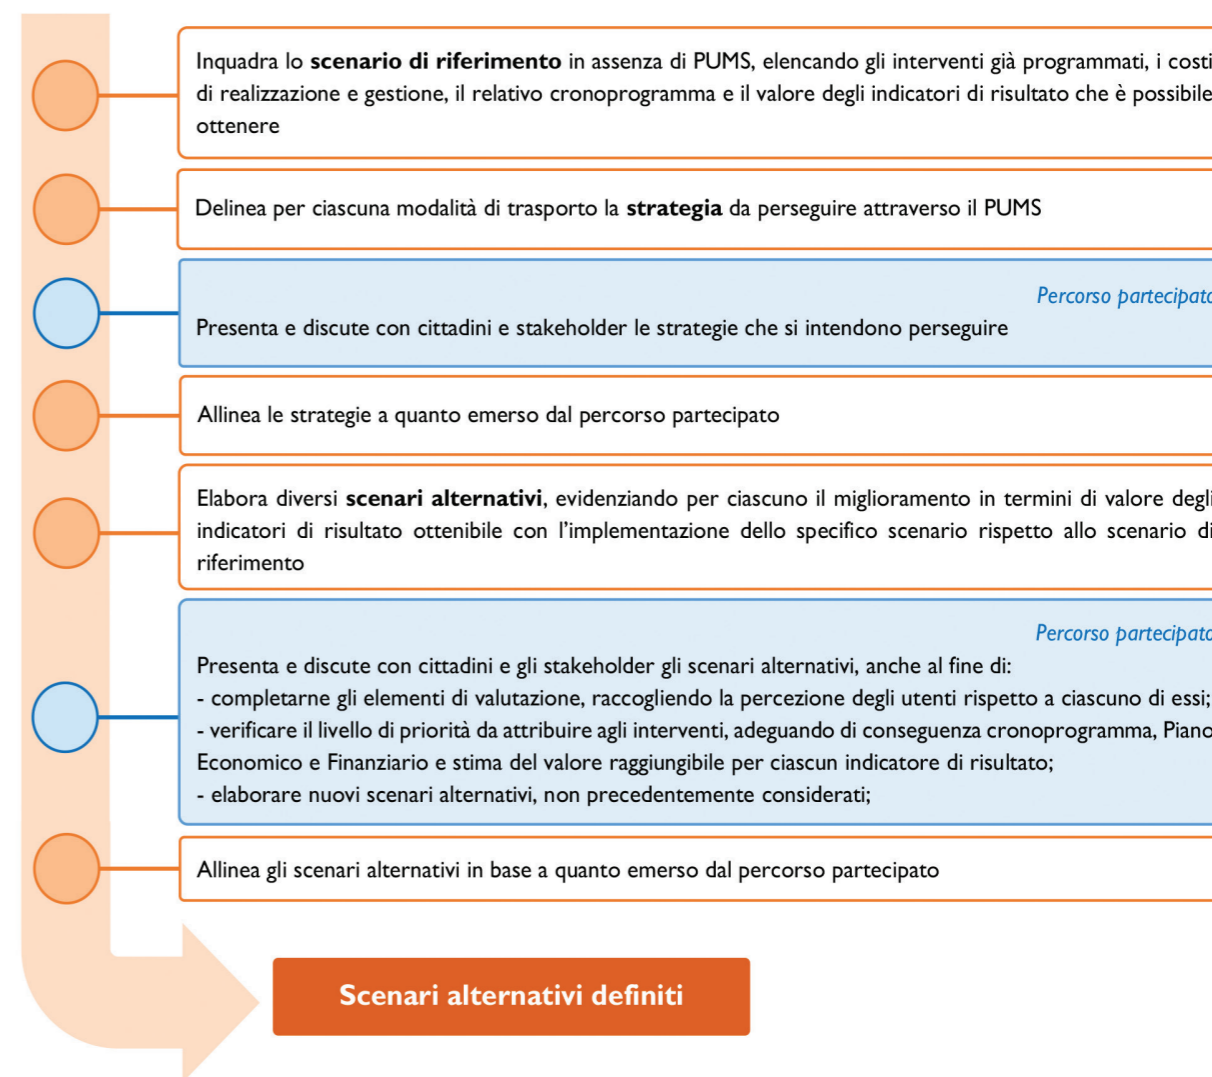 Inquadra lo scenario di riferimento in assenza di PUMS, elencando gli interventi già programmati, i costi
di realizzazione e gestione, il relativo cronoprogramma e il valore degli indicatori di risultato che è possibile
ottenere
Delinea per ciascuna modalità di trasporto la strategia da perseguire attraverso il PUMS
Percorso partecipato
Presenta e discute con cittadini e stakeholder le strategie che si intendono perseguire
Allinea le strategie a quanto emerso dal percorso partecipato
Elabora diversi scenari alternativi, evidenziando per ciascuno il miglioramento in termini di valore degli
indicatori di risultato ottenibile con l’implementazione dello specifico scenario rispetto allo scenario di
riferimento
Percorso partecipato
Presenta e discute con cittadini e gli stakeholder gli scenari alternativi, anche al fine di:
- completarne gli elementi di valutazione, raccogliendo la percezione degli utenti rispetto a ciascuno di essi;
- verificare il livello di priorità da attribuire agli interventi, adeguando di conseguenza cronoprogramma, Piano
Economico e Finanziario e stima del valore raggiungibile per ciascun indicatore di risultato;
- elaborare nuovi scenari alternativi, non precedentemente considerati;
Allinea gli scenari alternativi in base a quanto emerso dal percorso partecipato
Scenari alternativi definiti